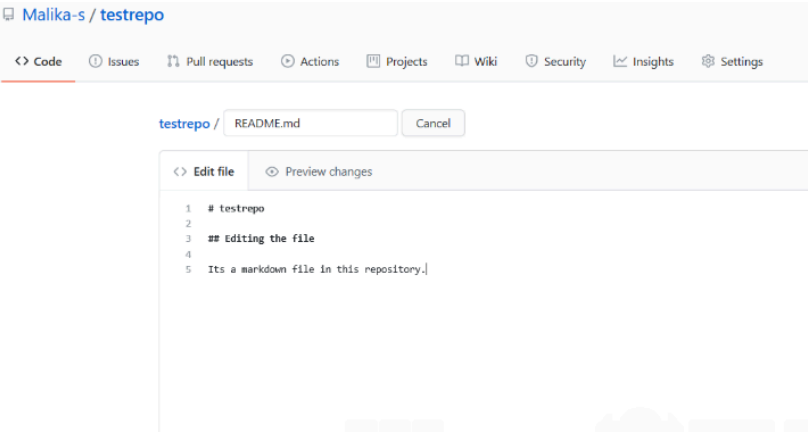 Malika-s / testrepo
<> Code Issues Pull requests Actions Projects Wiki Security Insights Settings
testrepo / README.md Cancel
<> Edit file Preview changes
1 # testrepo
2
3 ## Editing the file
4
5 Its a markdown file in this repository.